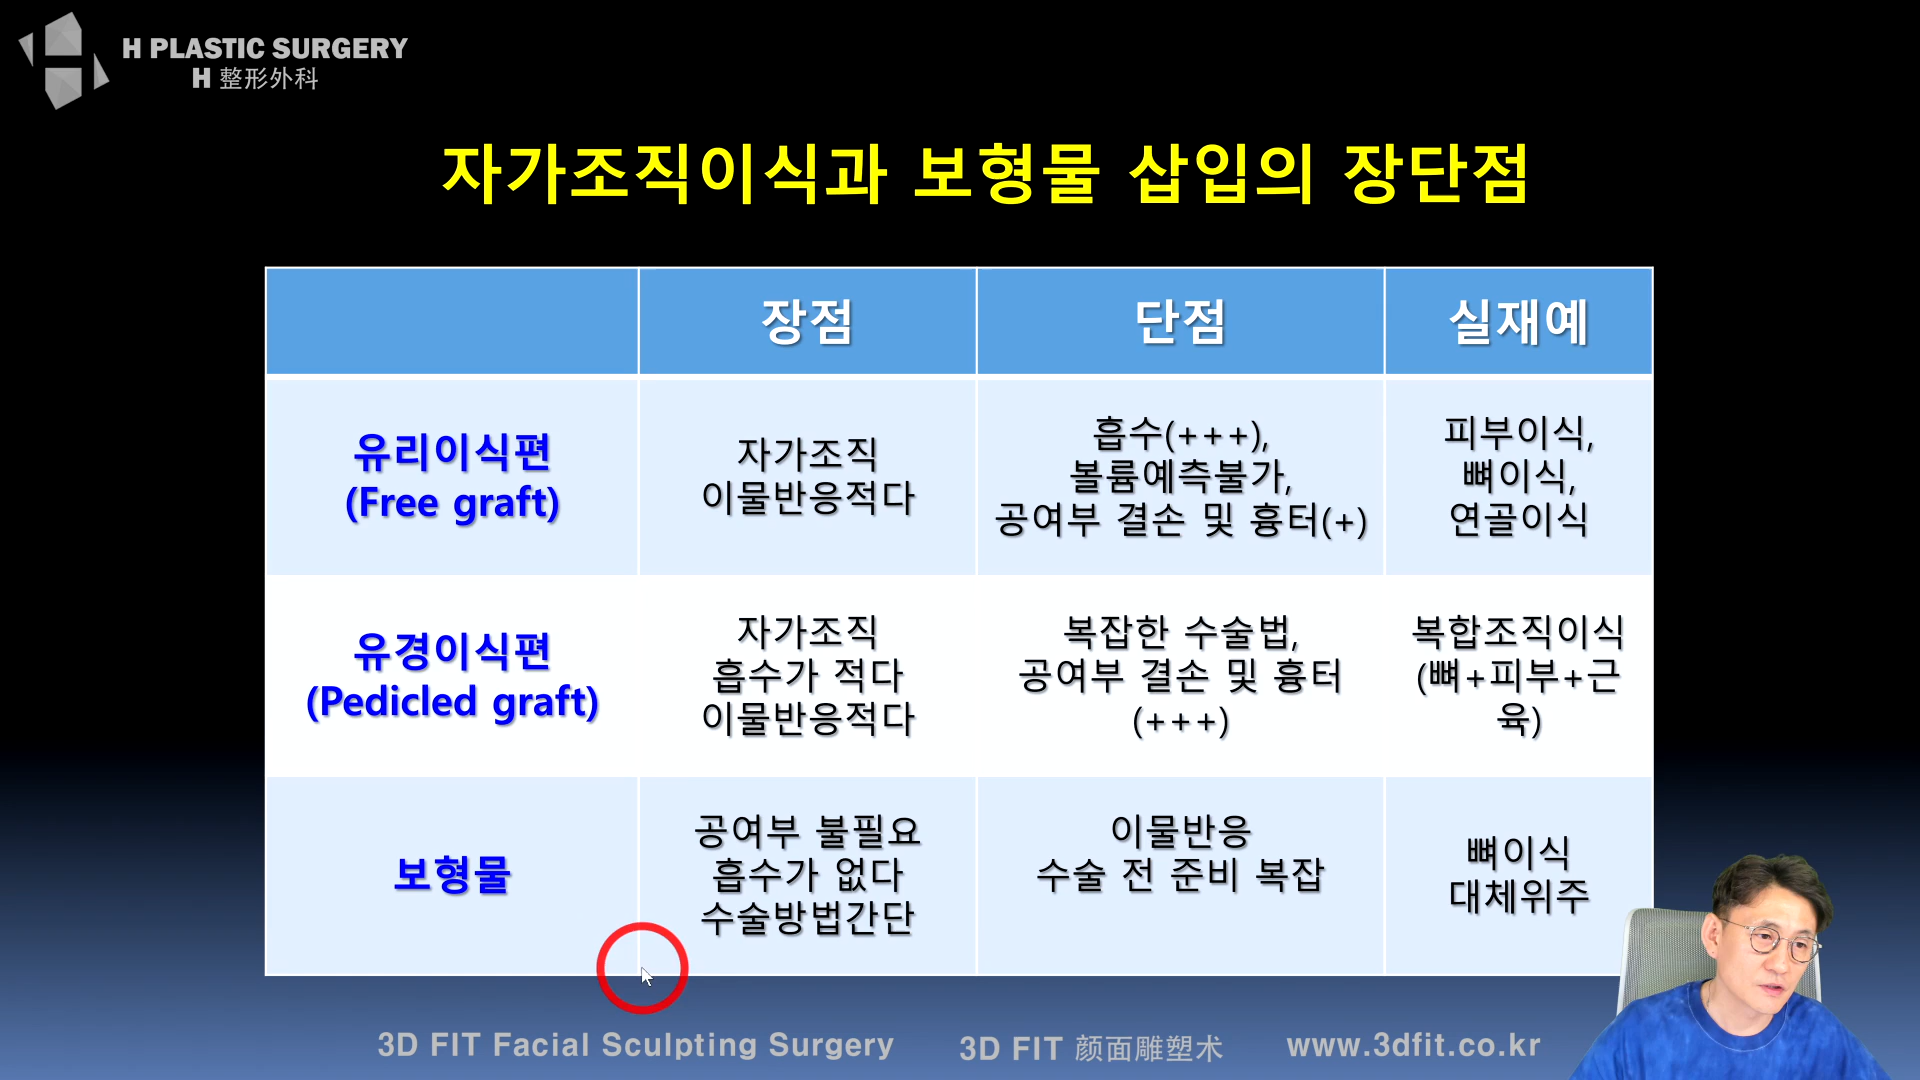 H PLASTIC SURGERY
H 整形外科
자가조직이식과 보형물 삽입의 장단점
장점
단점
실재예
유리이식편
(Free graft)
자가조직
이물반응적다
흡수(+++),
볼륨예측불가,
공여부 결손 및 흉터(+)
피부이식,
뼈이식,
연골이식
유경이식편
(Pedicled graft)
자가조직
흡수가 적다
이물반응적다
복잡한 수술법,
공여부 결손 및 흉터
(+++)
복합조직이식
(뼈+피부+근
육)
보형물
공여부 불필요
흡수가 없다
수술방법간단
이물반응
수술 전 준비 복잡
뼈이식
대체위주
3D FIT Facial Sculpting Surgery
3D FIT 颜面雕塑术
www.3dfit.co.kr